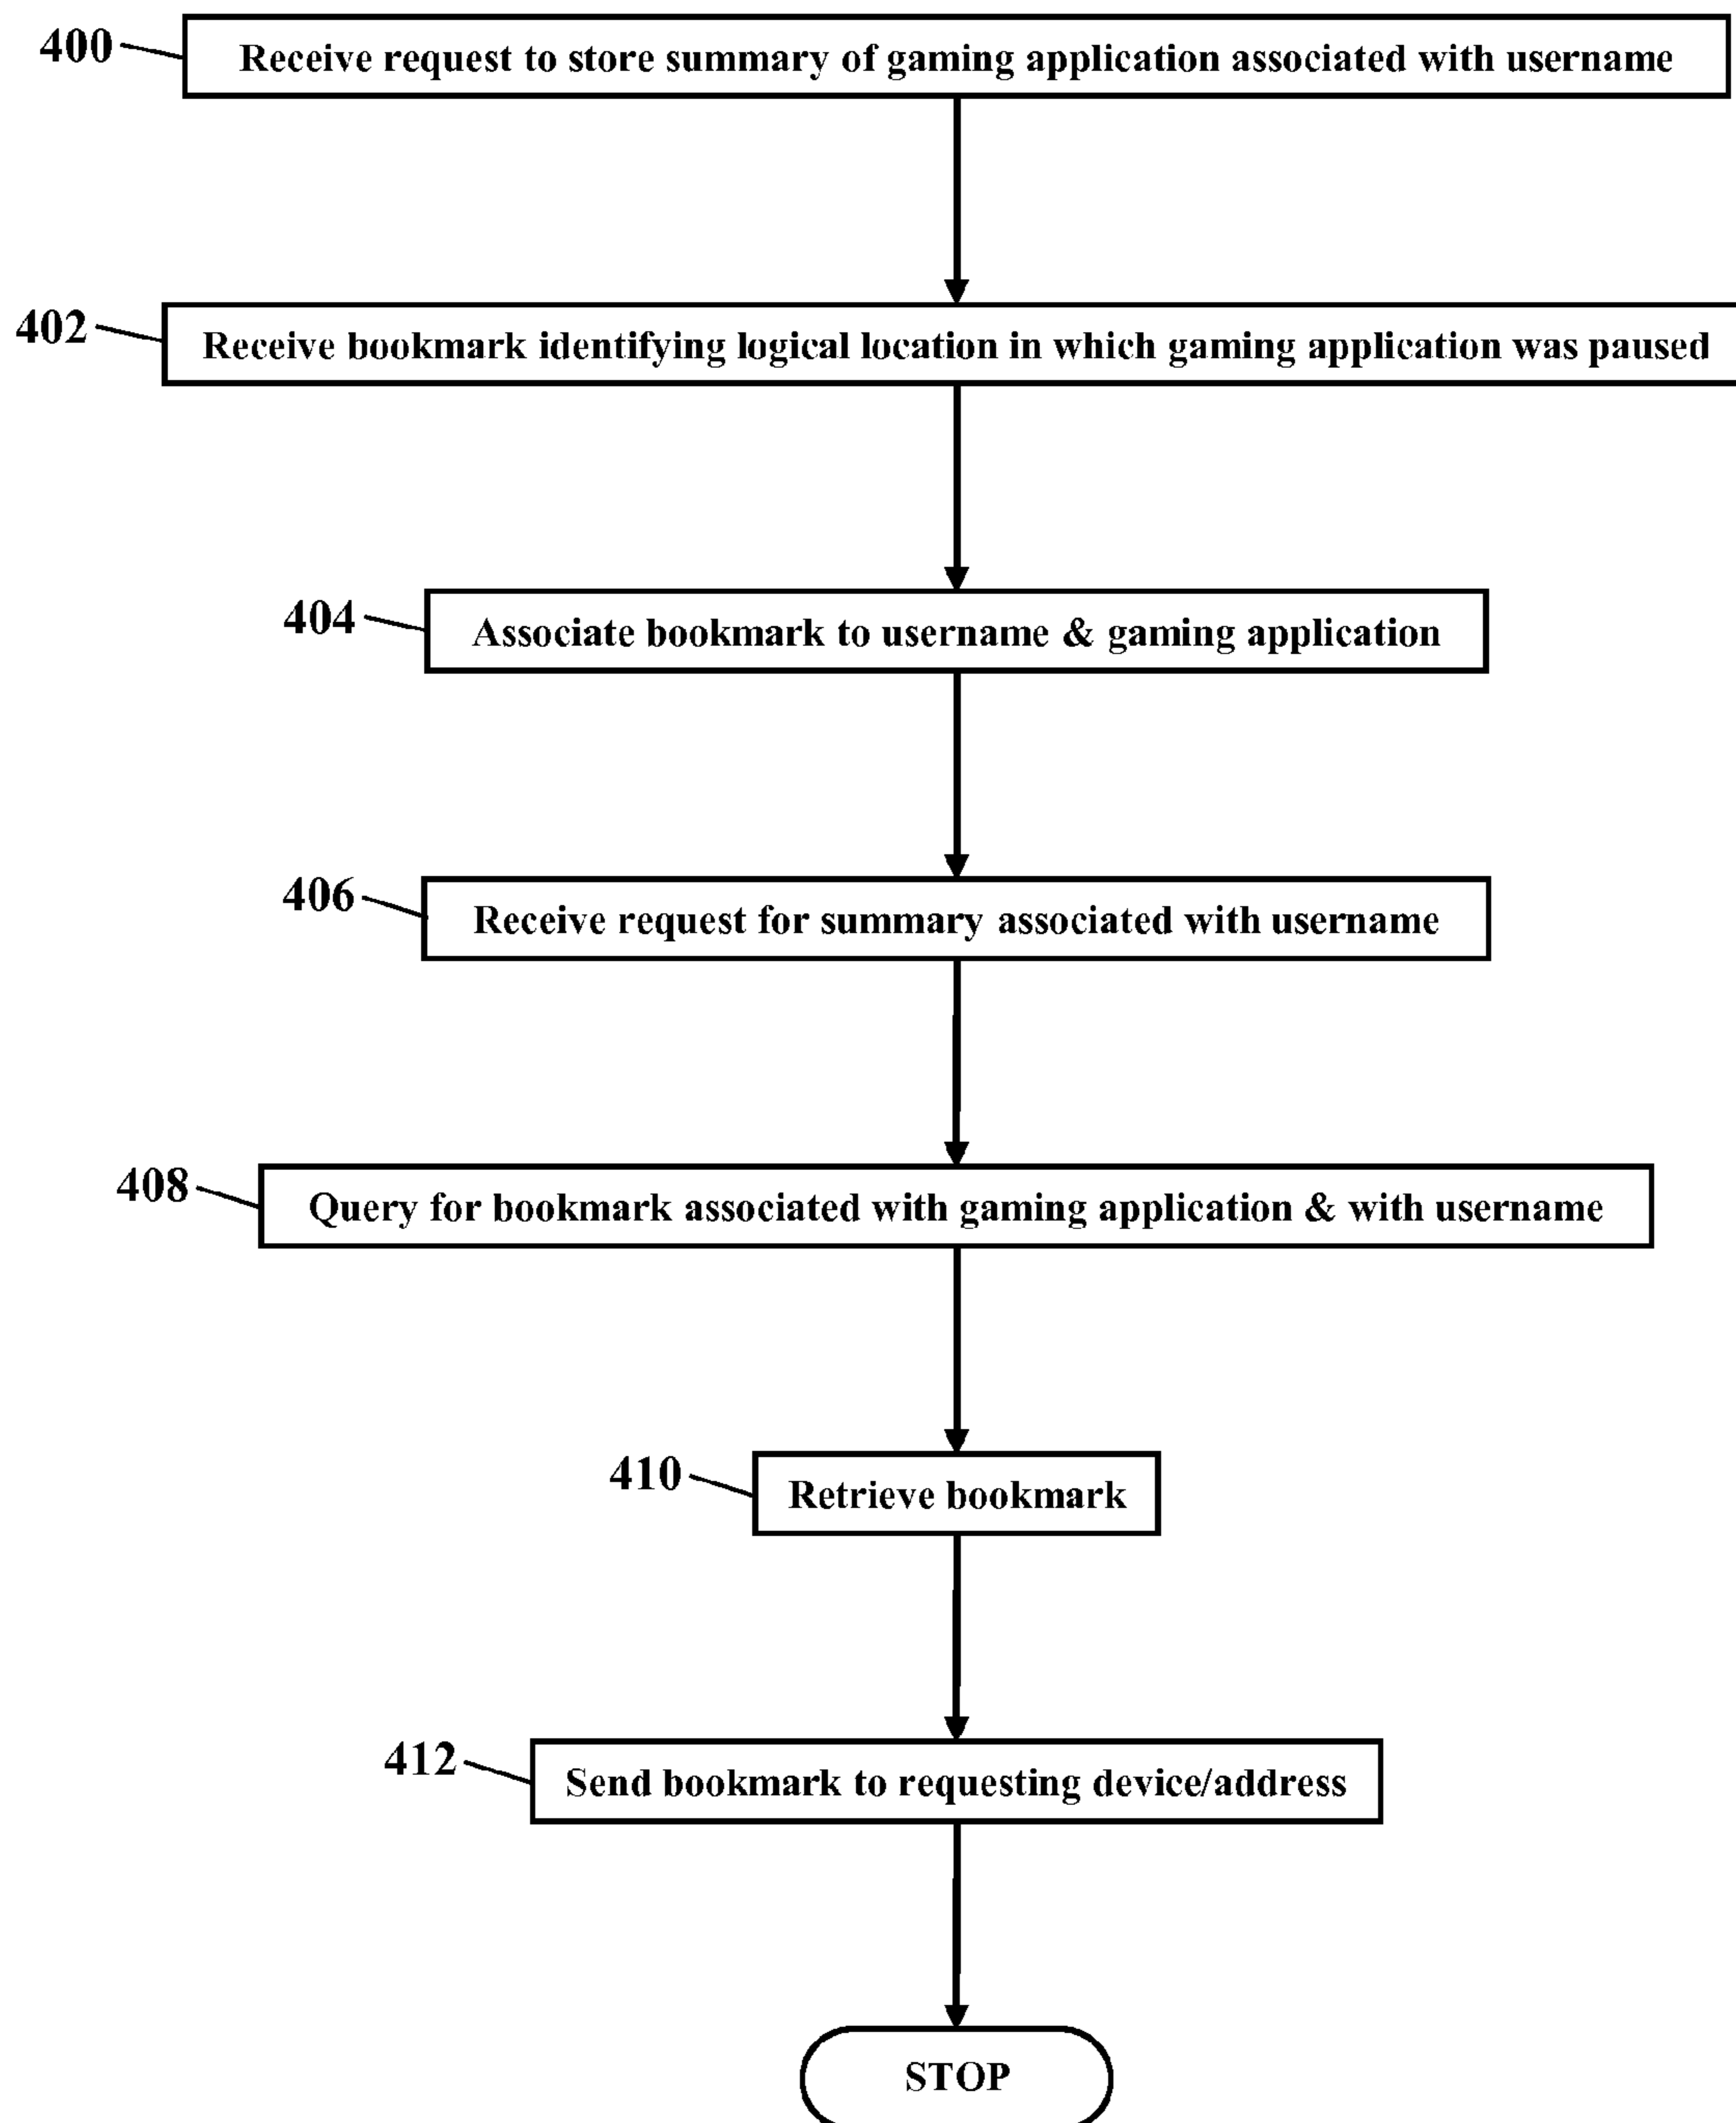 400
Receive request to store summary of gaming application associated with username
402
Receive bookmark identifying logical location in which gaming application was paused
404
Associate bookmark to username & gaming application
406
Receive request for summary associated with username
408
Query for bookmark associated with gaming application & with username
410
Retrieve bookmark
412
Send bookmark to requesting device/address
STOP